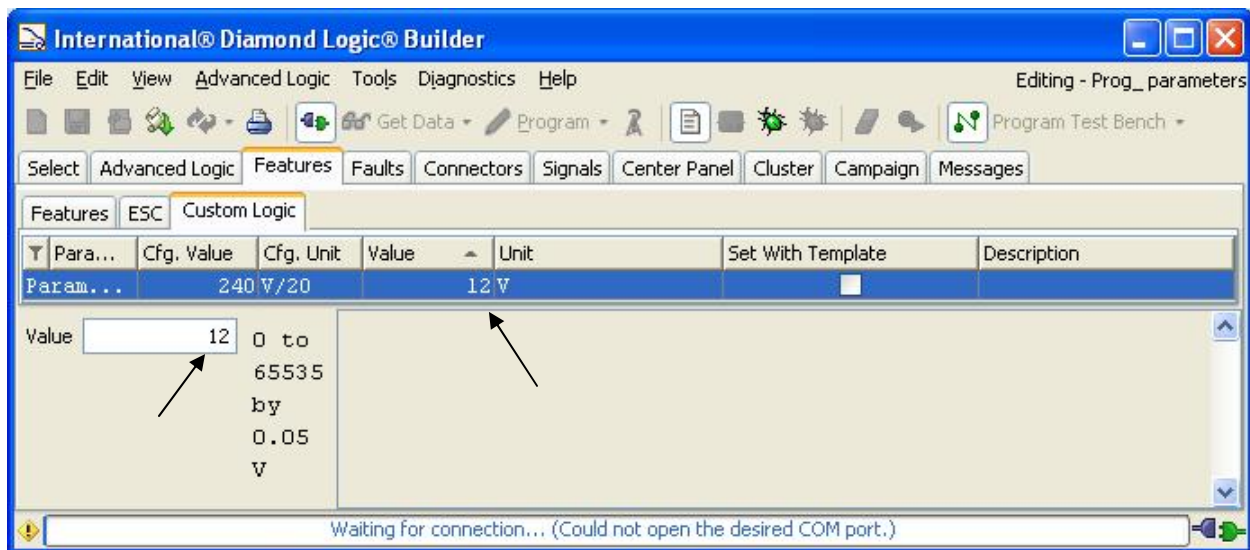 International® Diamond Logic® Builder
File Edit View Advanced Logic Tools Diagnostics Help Editing - Prog_parameters
Get Data Program Program Test Bench
Select Advanced Logic Features Faults Connectors Signals Center Panel Cluster Campaign Messages
Features ESC Custom Logic
Para... Cfg. Value Cfg. Unit Value Unit Set With Template Description
Param... 240 V/20 12 V
Value 12 0 to
65535
by
0.05
V
Waiting for connection... (Could not open the desired COM port.)